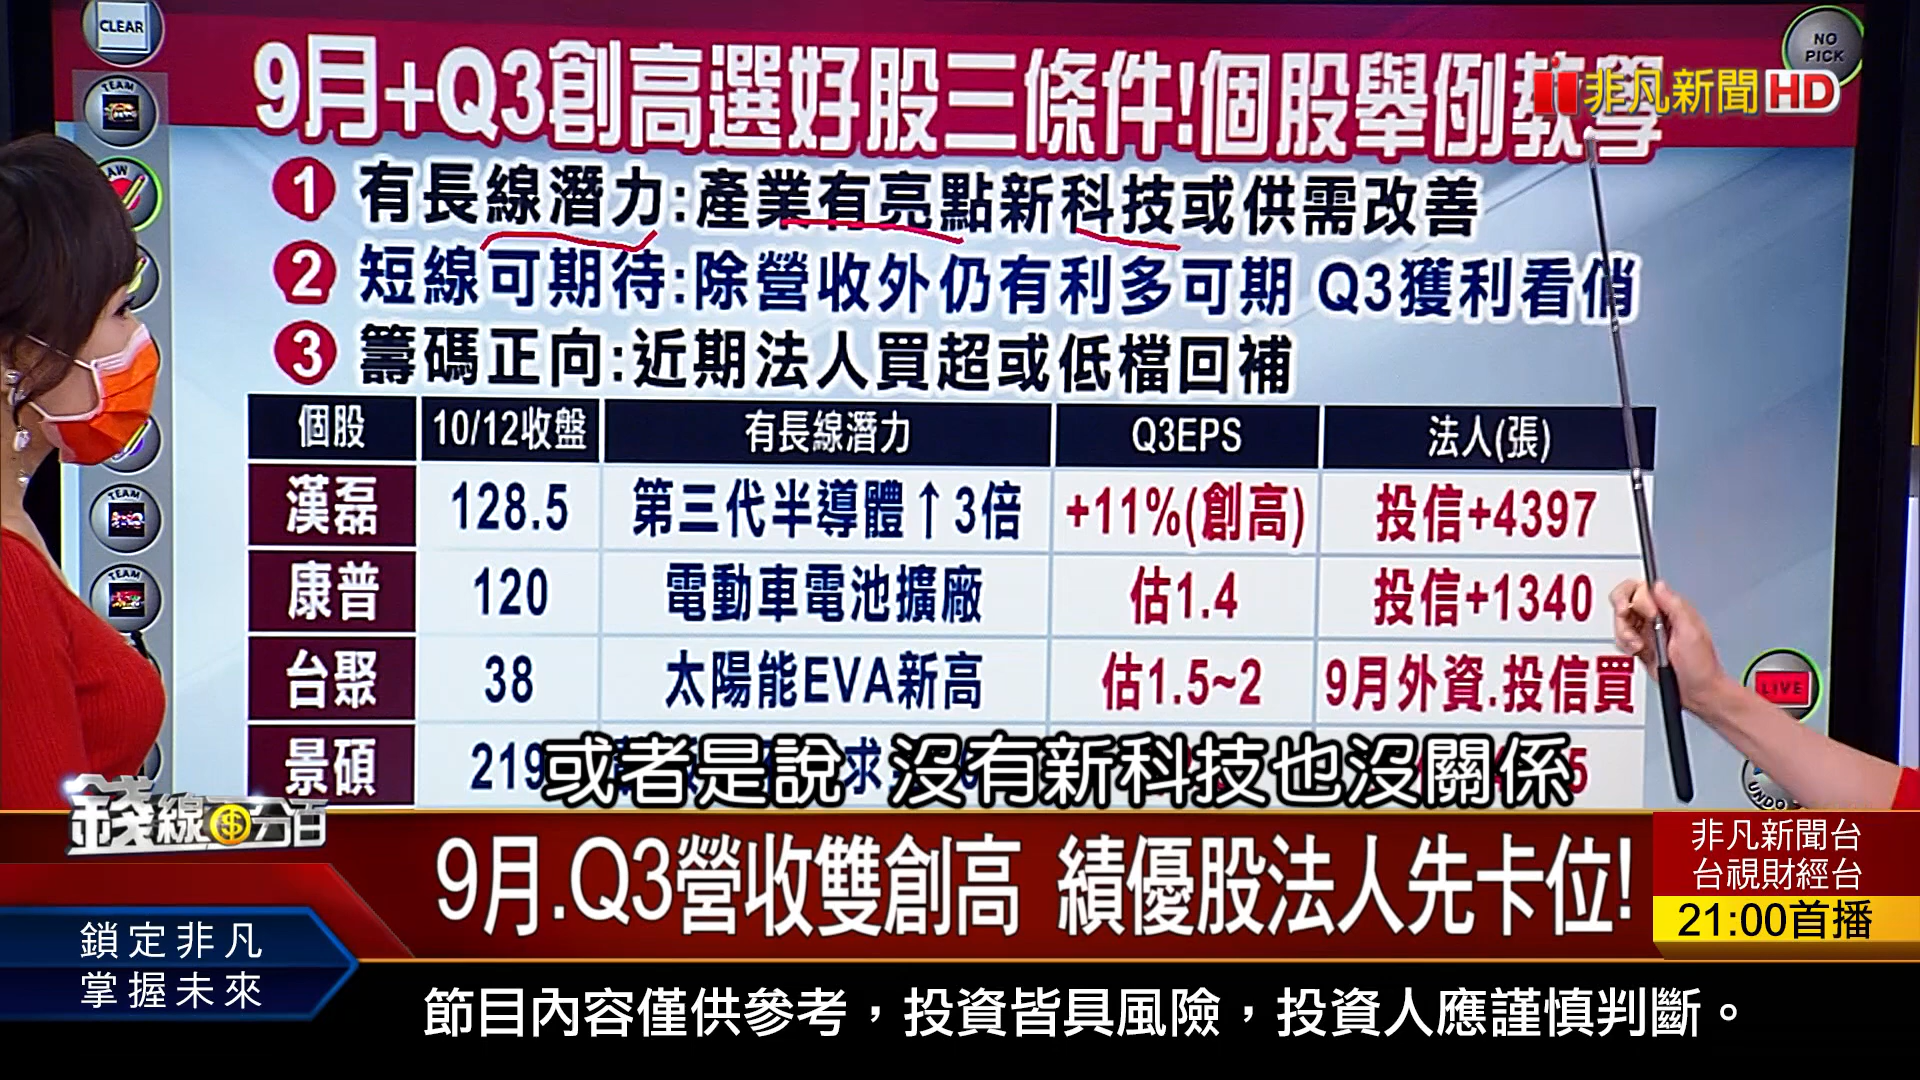 CLEAR
NO PICK
9月+Q3創高選好股三條件!個股舉例教學
非凡新聞HD
TEAM
① 有長線潛力:產業有亮點新科技或供需改善
② 短線可期待:除營收外仍有利多可期 Q3獲利看俏
③ 籌碼正向:近期法人買超或低檔回補
個股 10/12收盤 有長線潛力 Q3EPS 法人(張)
漢磊 128.5 第三代半導體↑3倍 +11%(創高) 投信+4397
康普 120 電動車電池擴廠 估1.4 投信+1340
台聚 38 太陽能EVA新高 估1.5~2 9月外資.投信買
景碩 219
TEAM
TEAM
LIVE
UNDO
或者是說 沒有新科技也沒關係
錢線百分百
9月.Q3營收雙創高 績優股法人先卡位!
非凡新聞台
台視財經台
21:00首播
鎖定非凡
掌握未來
節目內容僅供參考，投資皆具風險，投資人應謹慎判斷。